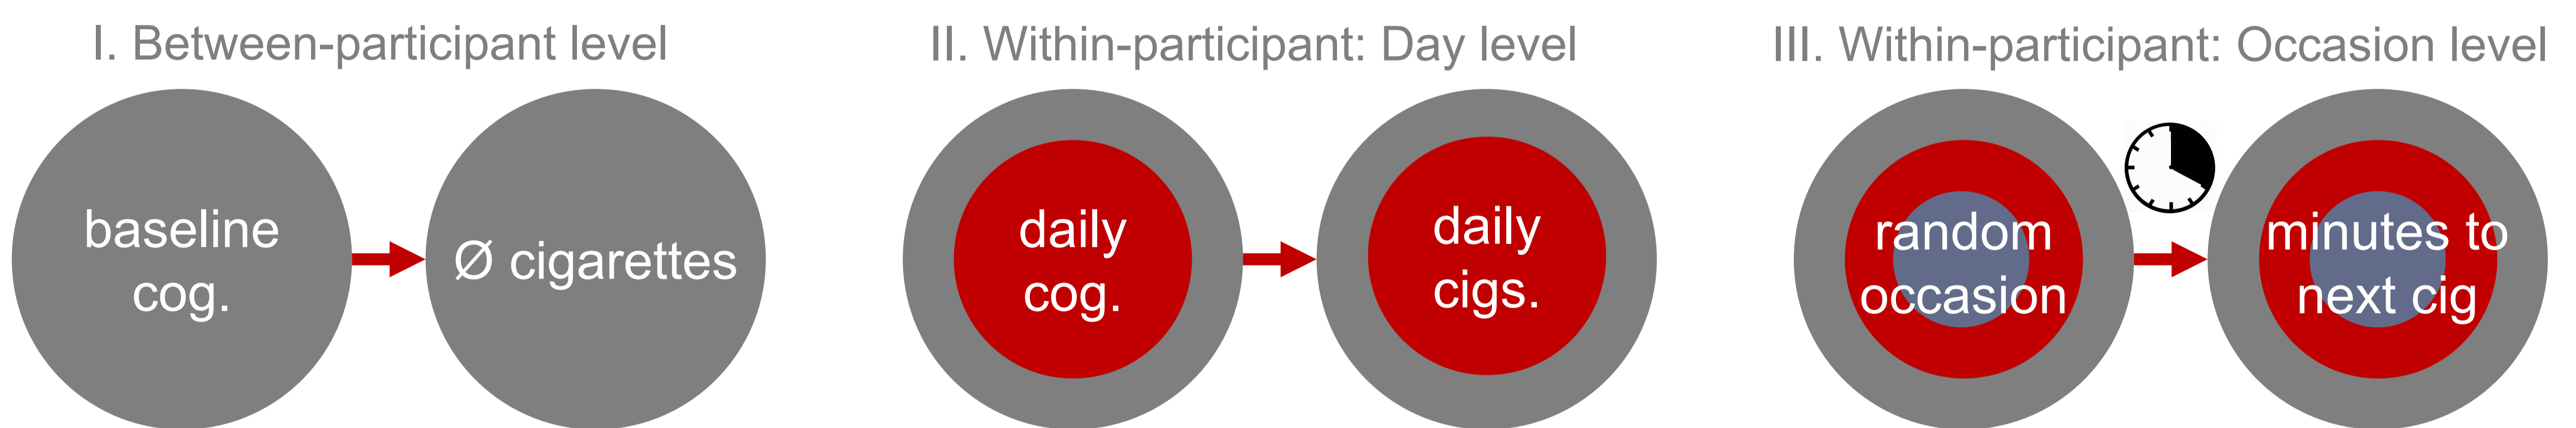 I. Between-participant level
baseline
cog.
Ø cigarettes
II. Within-participant: Day level
daily
cog.
daily
cigs.
III. Within-participant: Occasion level
random
occasion
minutes to
next cig